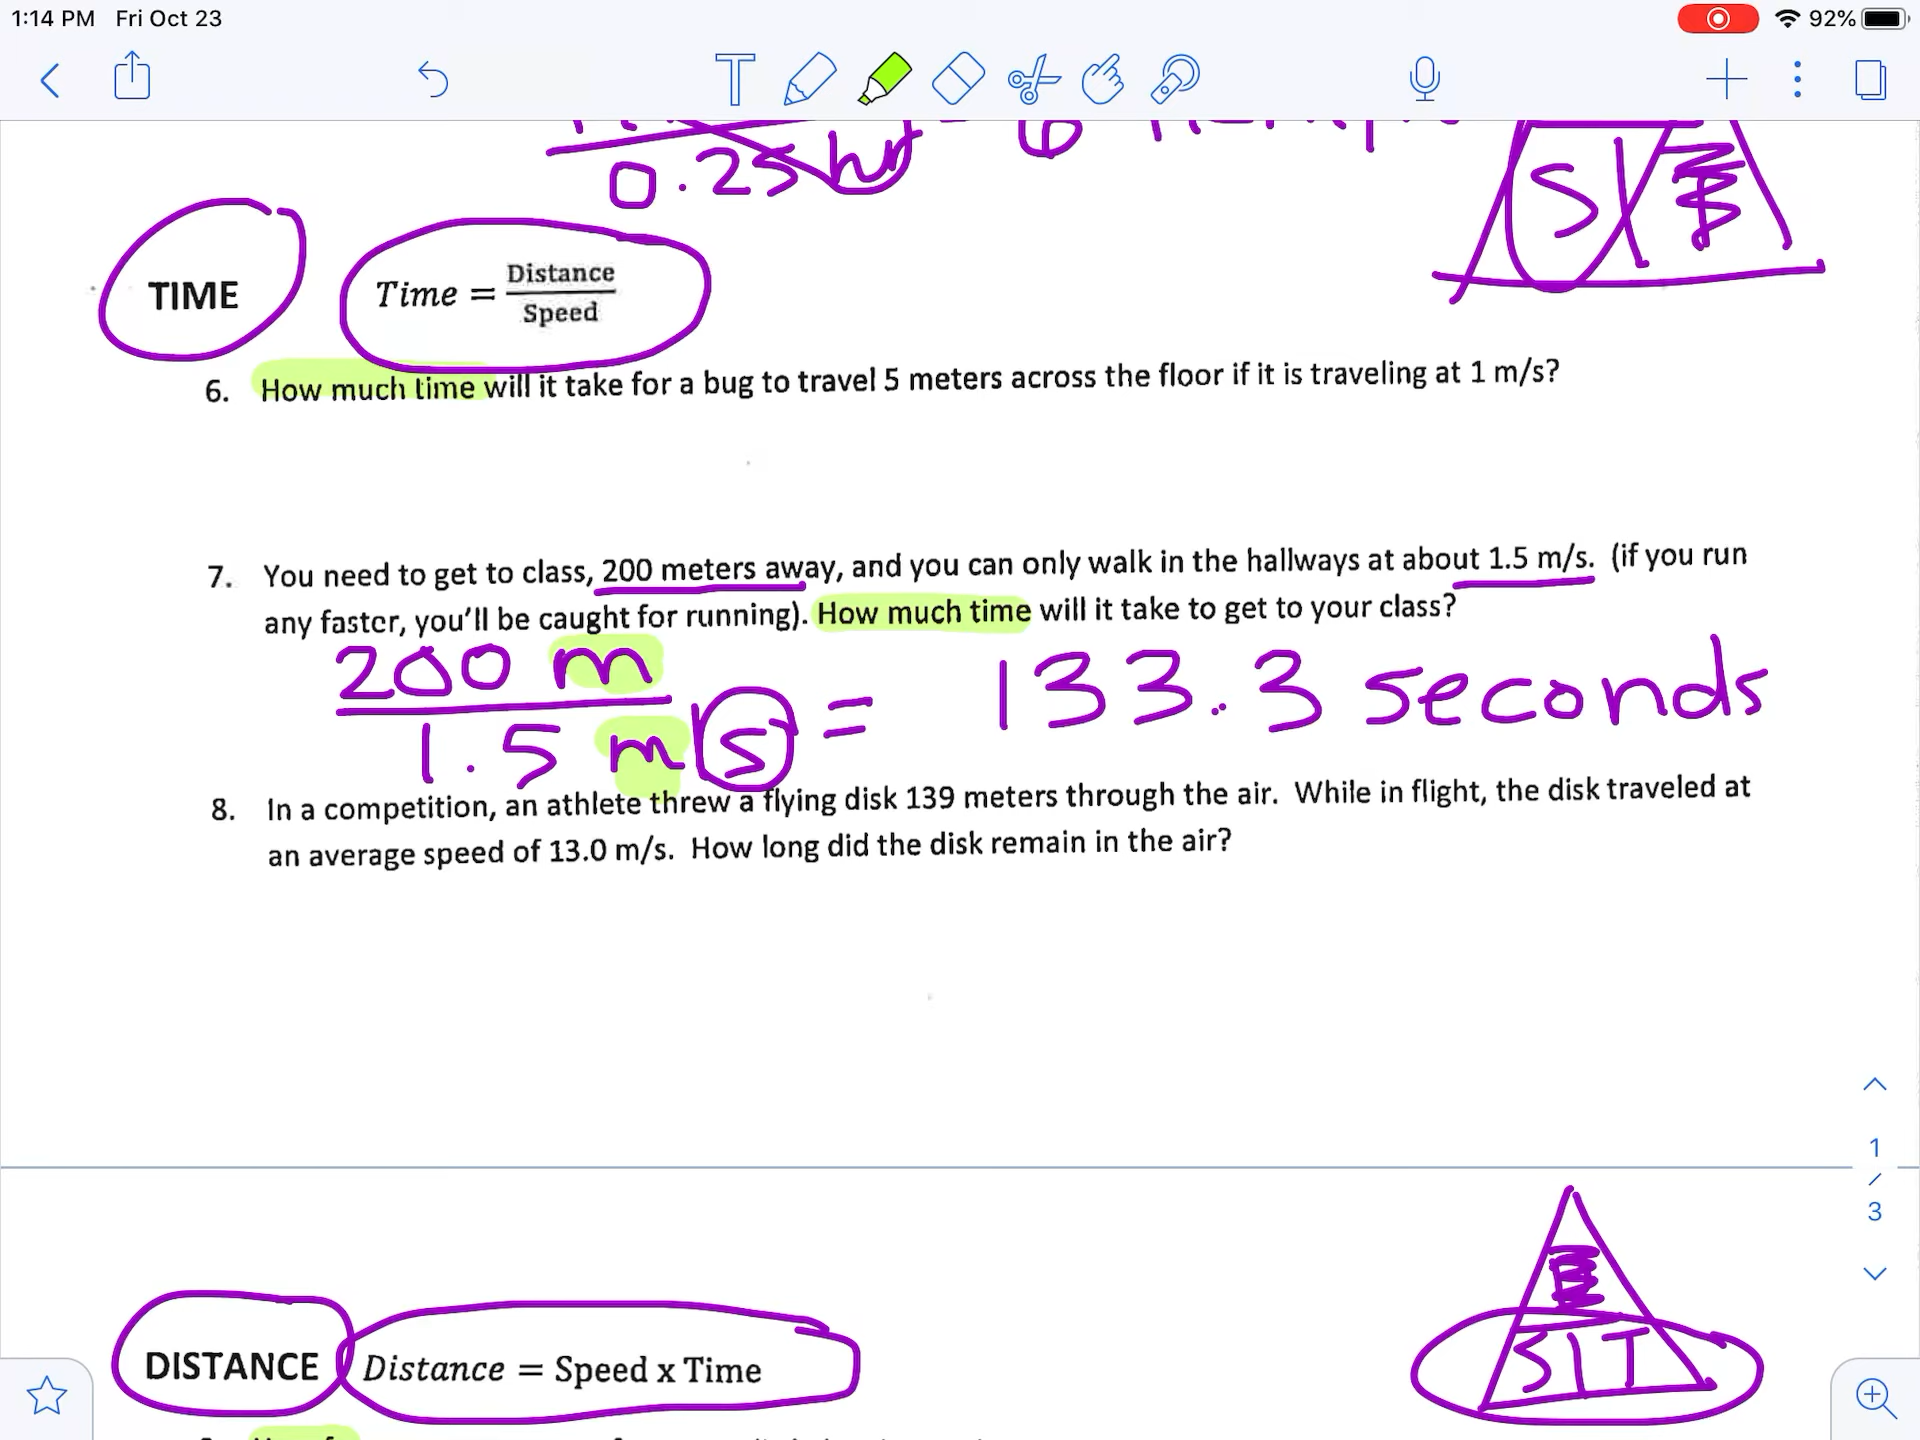 1:14 PM Fri Oct 23
92%
0.25 hr
S
TIME
Time = Distance
Speed
6. How much time will it take for a bug to travel 5 meters across the floor if it is traveling at 1 m/s?
7. You need to get to class, 200 meters away, and you can only walk in the hallways at about 1.5 m/s. (if you run
any faster, you'll be caught for running). How much time will it take to get to your class?
200 m
1.5 m/s = 133.3 seconds
8. In a competition, an athlete threw a flying disk 139 meters through the air. While in flight, the disk traveled at
an average speed of 13.0 m/s. How long did the disk remain in the air?
1
/
3
S T
DISTANCE Distance = Speed x Time